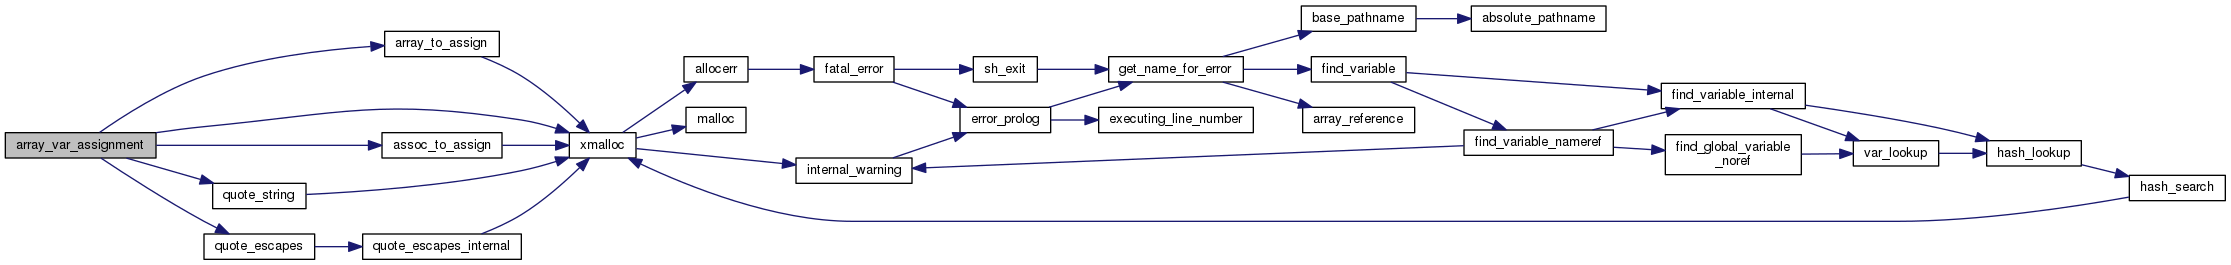 array_var_assignment
array_to_assign
assoc_to_assign
quote_string
quote_escapes
quote_escapes_internal
xmalloc
allocerr
malloc
internal_warning
fatal_error
sh_exit
error_prolog
get_name_for_error
executing_line_number
base_pathname
absolute_pathname
find_variable
array_reference
find_variable_nameref
find_variable_internal
find_global_variable
_noref
var_lookup
hash_lookup
hash_search